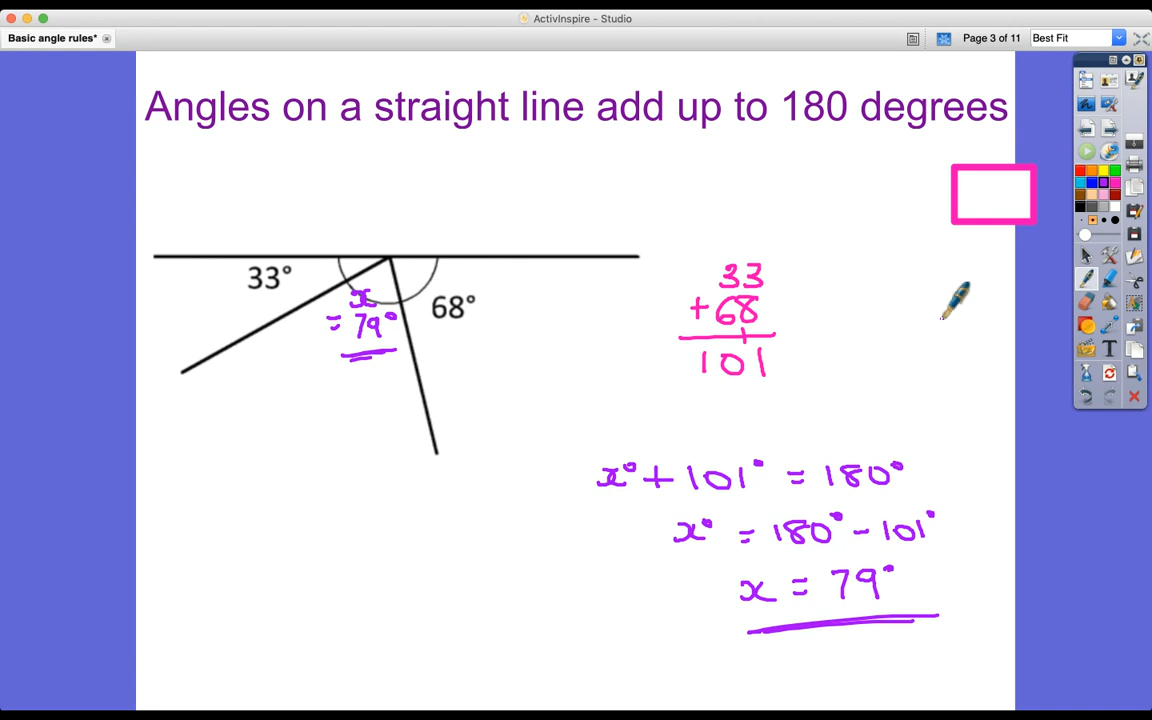 ActivInspire - Studio
Basic angle rules*
Page 3 of 11
Best Fit
Angles on a straight line add up to 180 degrees
33°
x
= 79°
68°
33
+68
1
101
x° + 101° = 180°
x° = 180° - 101°
x = 79°